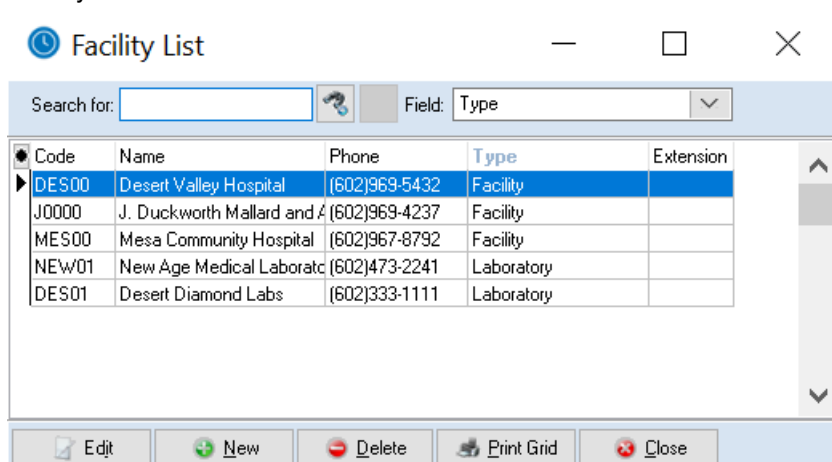 Facility List
Search for: Field: Type
Code Name Phone Type Extension
DES00 Desert Valley Hospital (602)969-5432 Facility
J0000 J. Duckworth Mallard and (602)969-4237 Facility
MES00 Mesa Community Hospital (602)967-8792 Facility
NEW01 New Age Medical Laborato (602)473-2241 Laboratory
DES01 Desert Diamond Labs (602)333-1111 Laboratory
Edit New Delete Print Grid Close